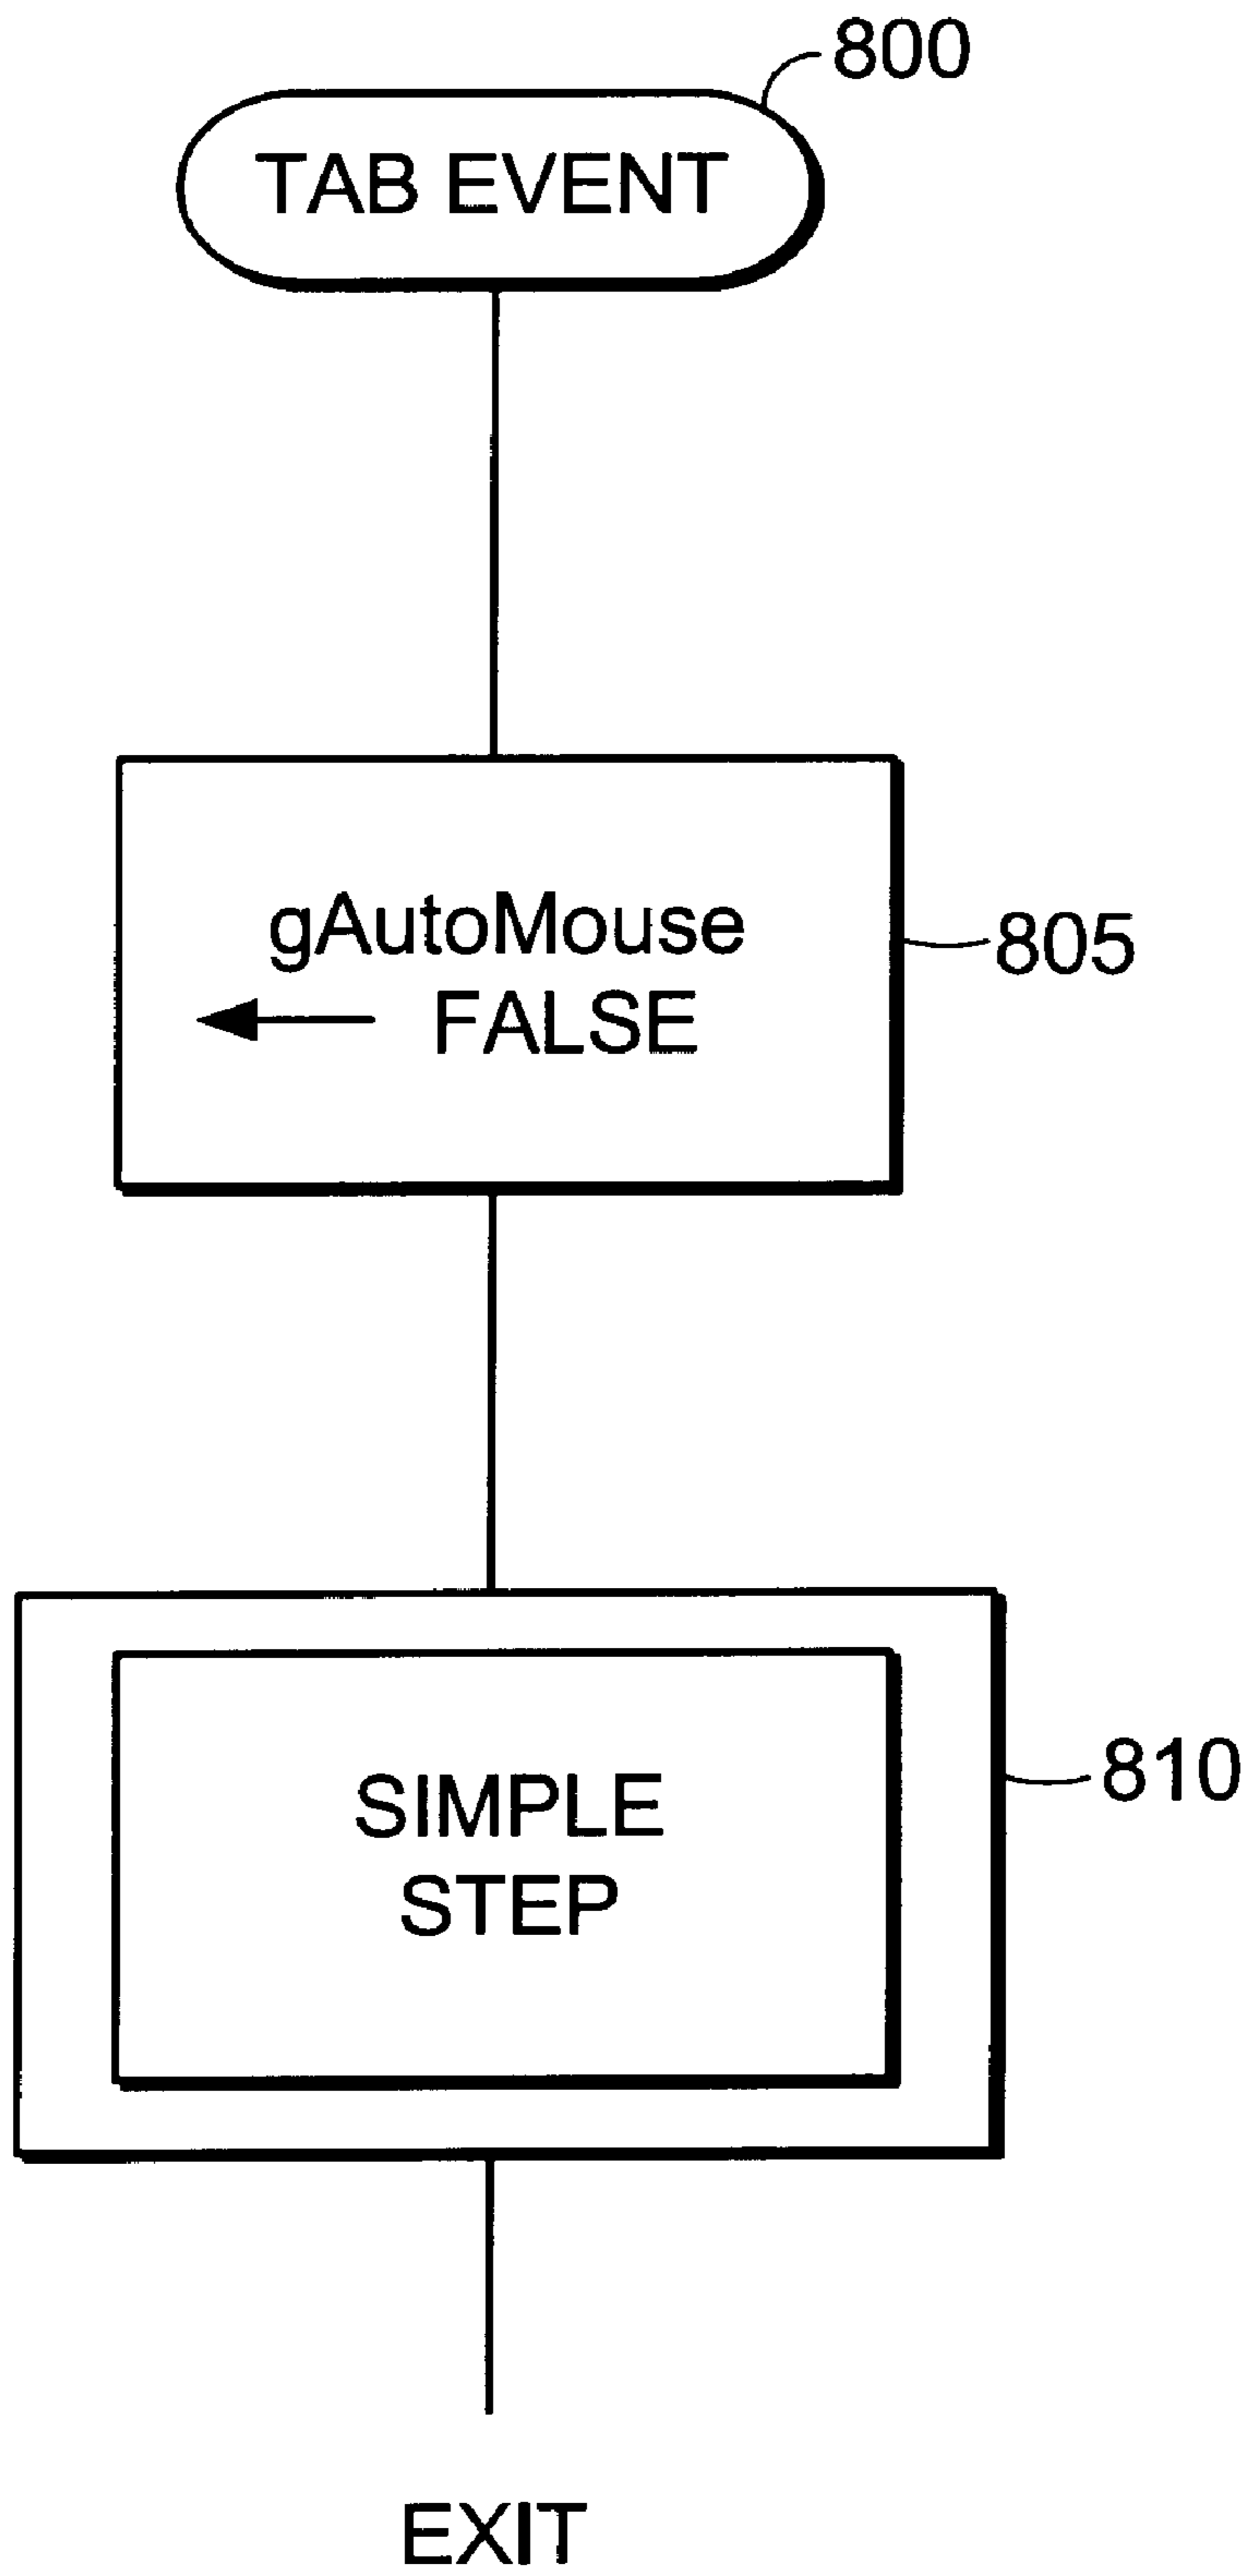 800
TAB EVENT
gAutoMouse
← FALSE
805
SIMPLE
STEP
810
EXIT